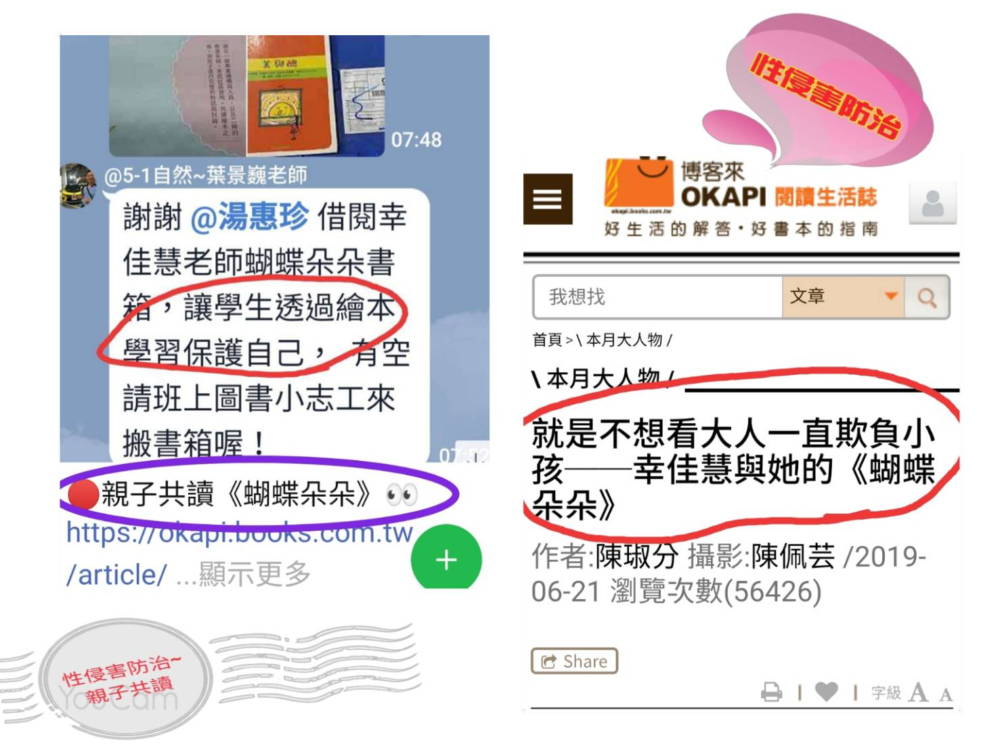 07:48
@5-1自然~葉景巍老師
謝謝 @湯惠珍 借閱幸
佳慧老師蝴蝶朵朵書
箱，讓學生透過繪本
學習保護自己， 有空
請班上圖書小志工來
搬書箱喔！
07:52
親子共讀《蝴蝶朵朵》
https://okapi.books.com.tw
/article/ ...顯示更多
性侵害防治~
親子共讀
YouCam
性侵害防治
博客來
OKAPI 閱讀生活誌
okapi.books.com.tw
好生活的解答・好書本的指南
我想找
文章
首頁 > \ 本月大人物 /
\ 本月大人物 /
就是不想看大人一直欺負小
孩──幸佳慧與她的《蝴蝶
朵朵》
作者:陳琡分 攝影:陳佩芸 /2019-
06-21 瀏覽次數(56426)
Share
字級 A A